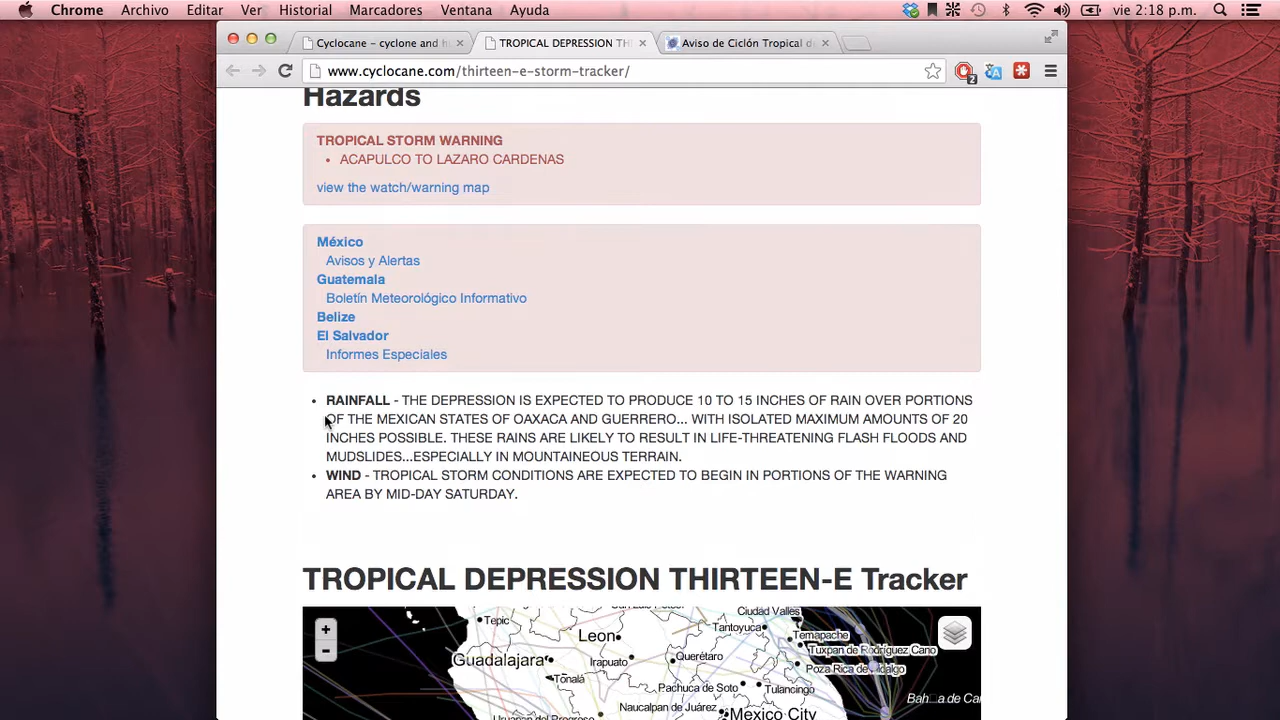 Chrome Archivo Editar Ver Historial Marcadores Ventana Ayuda vie 2:18 p.m.
Cyclocane – cyclone and h
TROPICAL DEPRESSION TH
Aviso de Ciclón Tropical d
www.cyclocane.com/thirteen-e-storm-tracker/
2
Hazards
TROPICAL STORM WARNING
• ACAPULCO TO LAZARO CARDENAS
view the watch/warning map
México
Avisos y Alertas
Guatemala
Boletín Meteorológico Informativo
Belize
El Salvador
Informes Especiales
• RAINFALL - THE DEPRESSION IS EXPECTED TO PRODUCE 10 TO 15 INCHES OF RAIN OVER PORTIONS
OF THE MEXICAN STATES OF OAXACA AND GUERRERO... WITH ISOLATED MAXIMUM AMOUNTS OF 20
INCHES POSSIBLE. THESE RAINS ARE LIKELY TO RESULT IN LIFE-THREATENING FLASH FLOODS AND
MUDSLIDES...ESPECIALLY IN MOUNTAINEOUS TERRAIN.
• WIND - TROPICAL STORM CONDITIONS ARE EXPECTED TO BEGIN IN PORTIONS OF THE WARNING
AREA BY MID-DAY SATURDAY.
TROPICAL DEPRESSION THIRTEEN-E Tracker
+
-
Ciudad Valles
Tepic
Tantoyuca
Leon
Temapache
Tuxpan de Rodríguez Cano
Guadalajara
Irapuato
Querétaro
Poza Rica de Hidalgo
Tonalá
Pachuca de Soto
Tulancingo
Naucalpan de Juárez
Mexico City